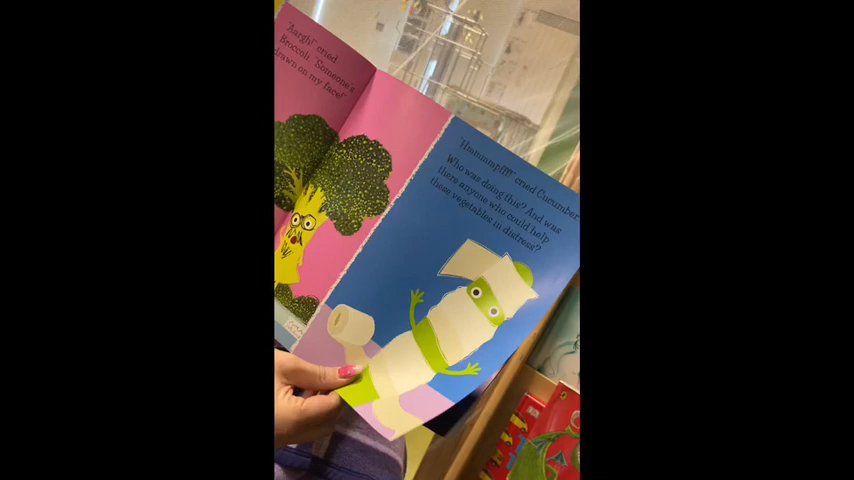 "Aargh!" cried
Broccoli. "Someone's
drawn on my face!"
"Hmmmmpfff!" cried Cucumber.
Who was doing this? And was
there anyone who could help
these vegetables in distress?